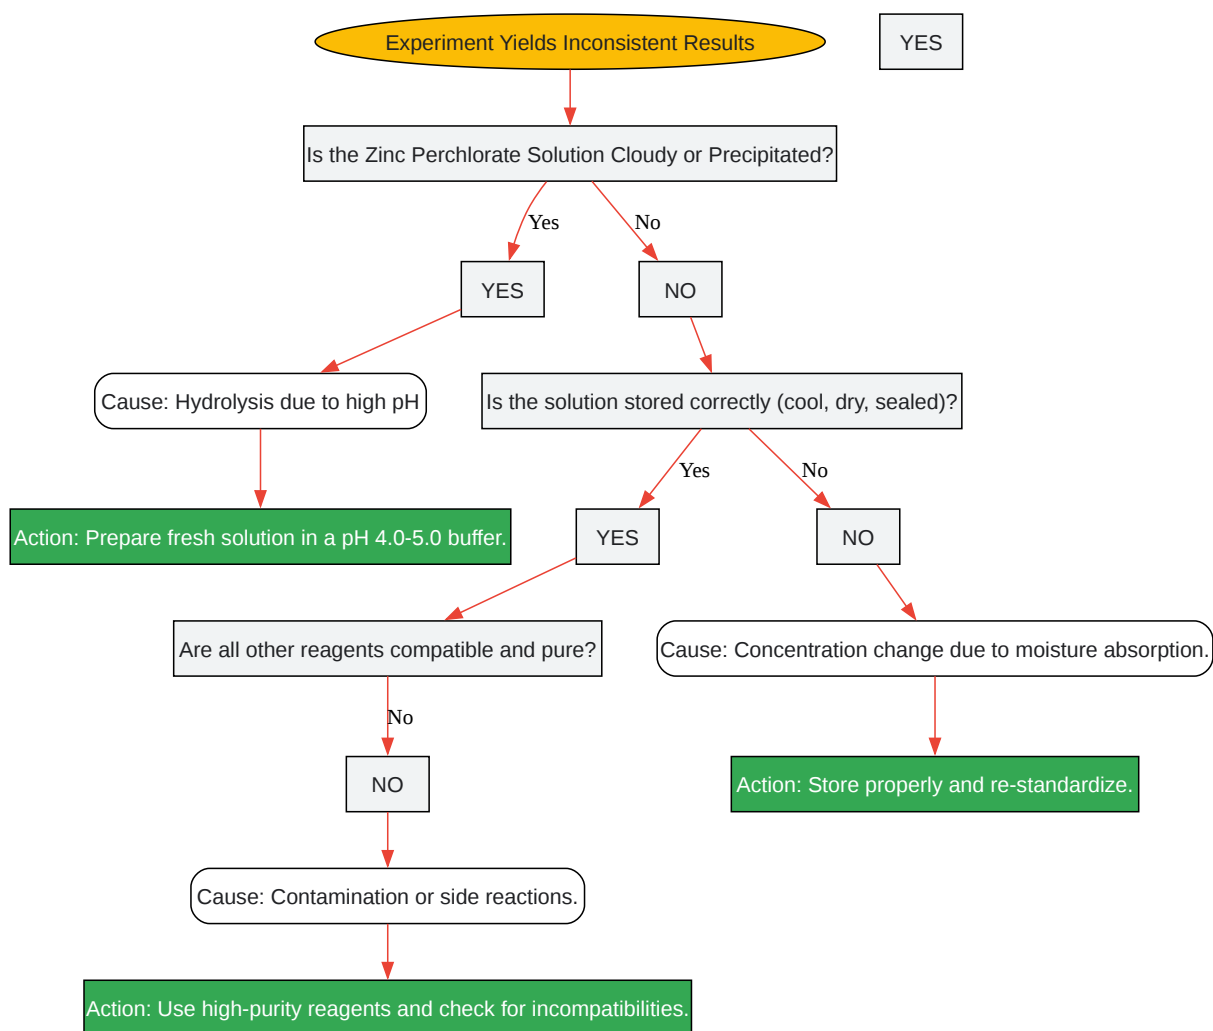 Experiment Yields Inconsistent Results
YES
Is the Zinc Perchlorate Solution Cloudy or Precipitated?
Yes
No
YES
NO
Cause: Hydrolysis due to high pH
Is the solution stored correctly (cool, dry, sealed)?
Yes
No
Action: Prepare fresh solution in a pH 4.0-5.0 buffer.
YES
NO
Are all other reagents compatible and pure?
Cause: Concentration change due to moisture absorption.
No
NO
Action: Store properly and re-standardize.
Cause: Contamination or side reactions.
Action: Use high-purity reagents and check for incompatibilities.